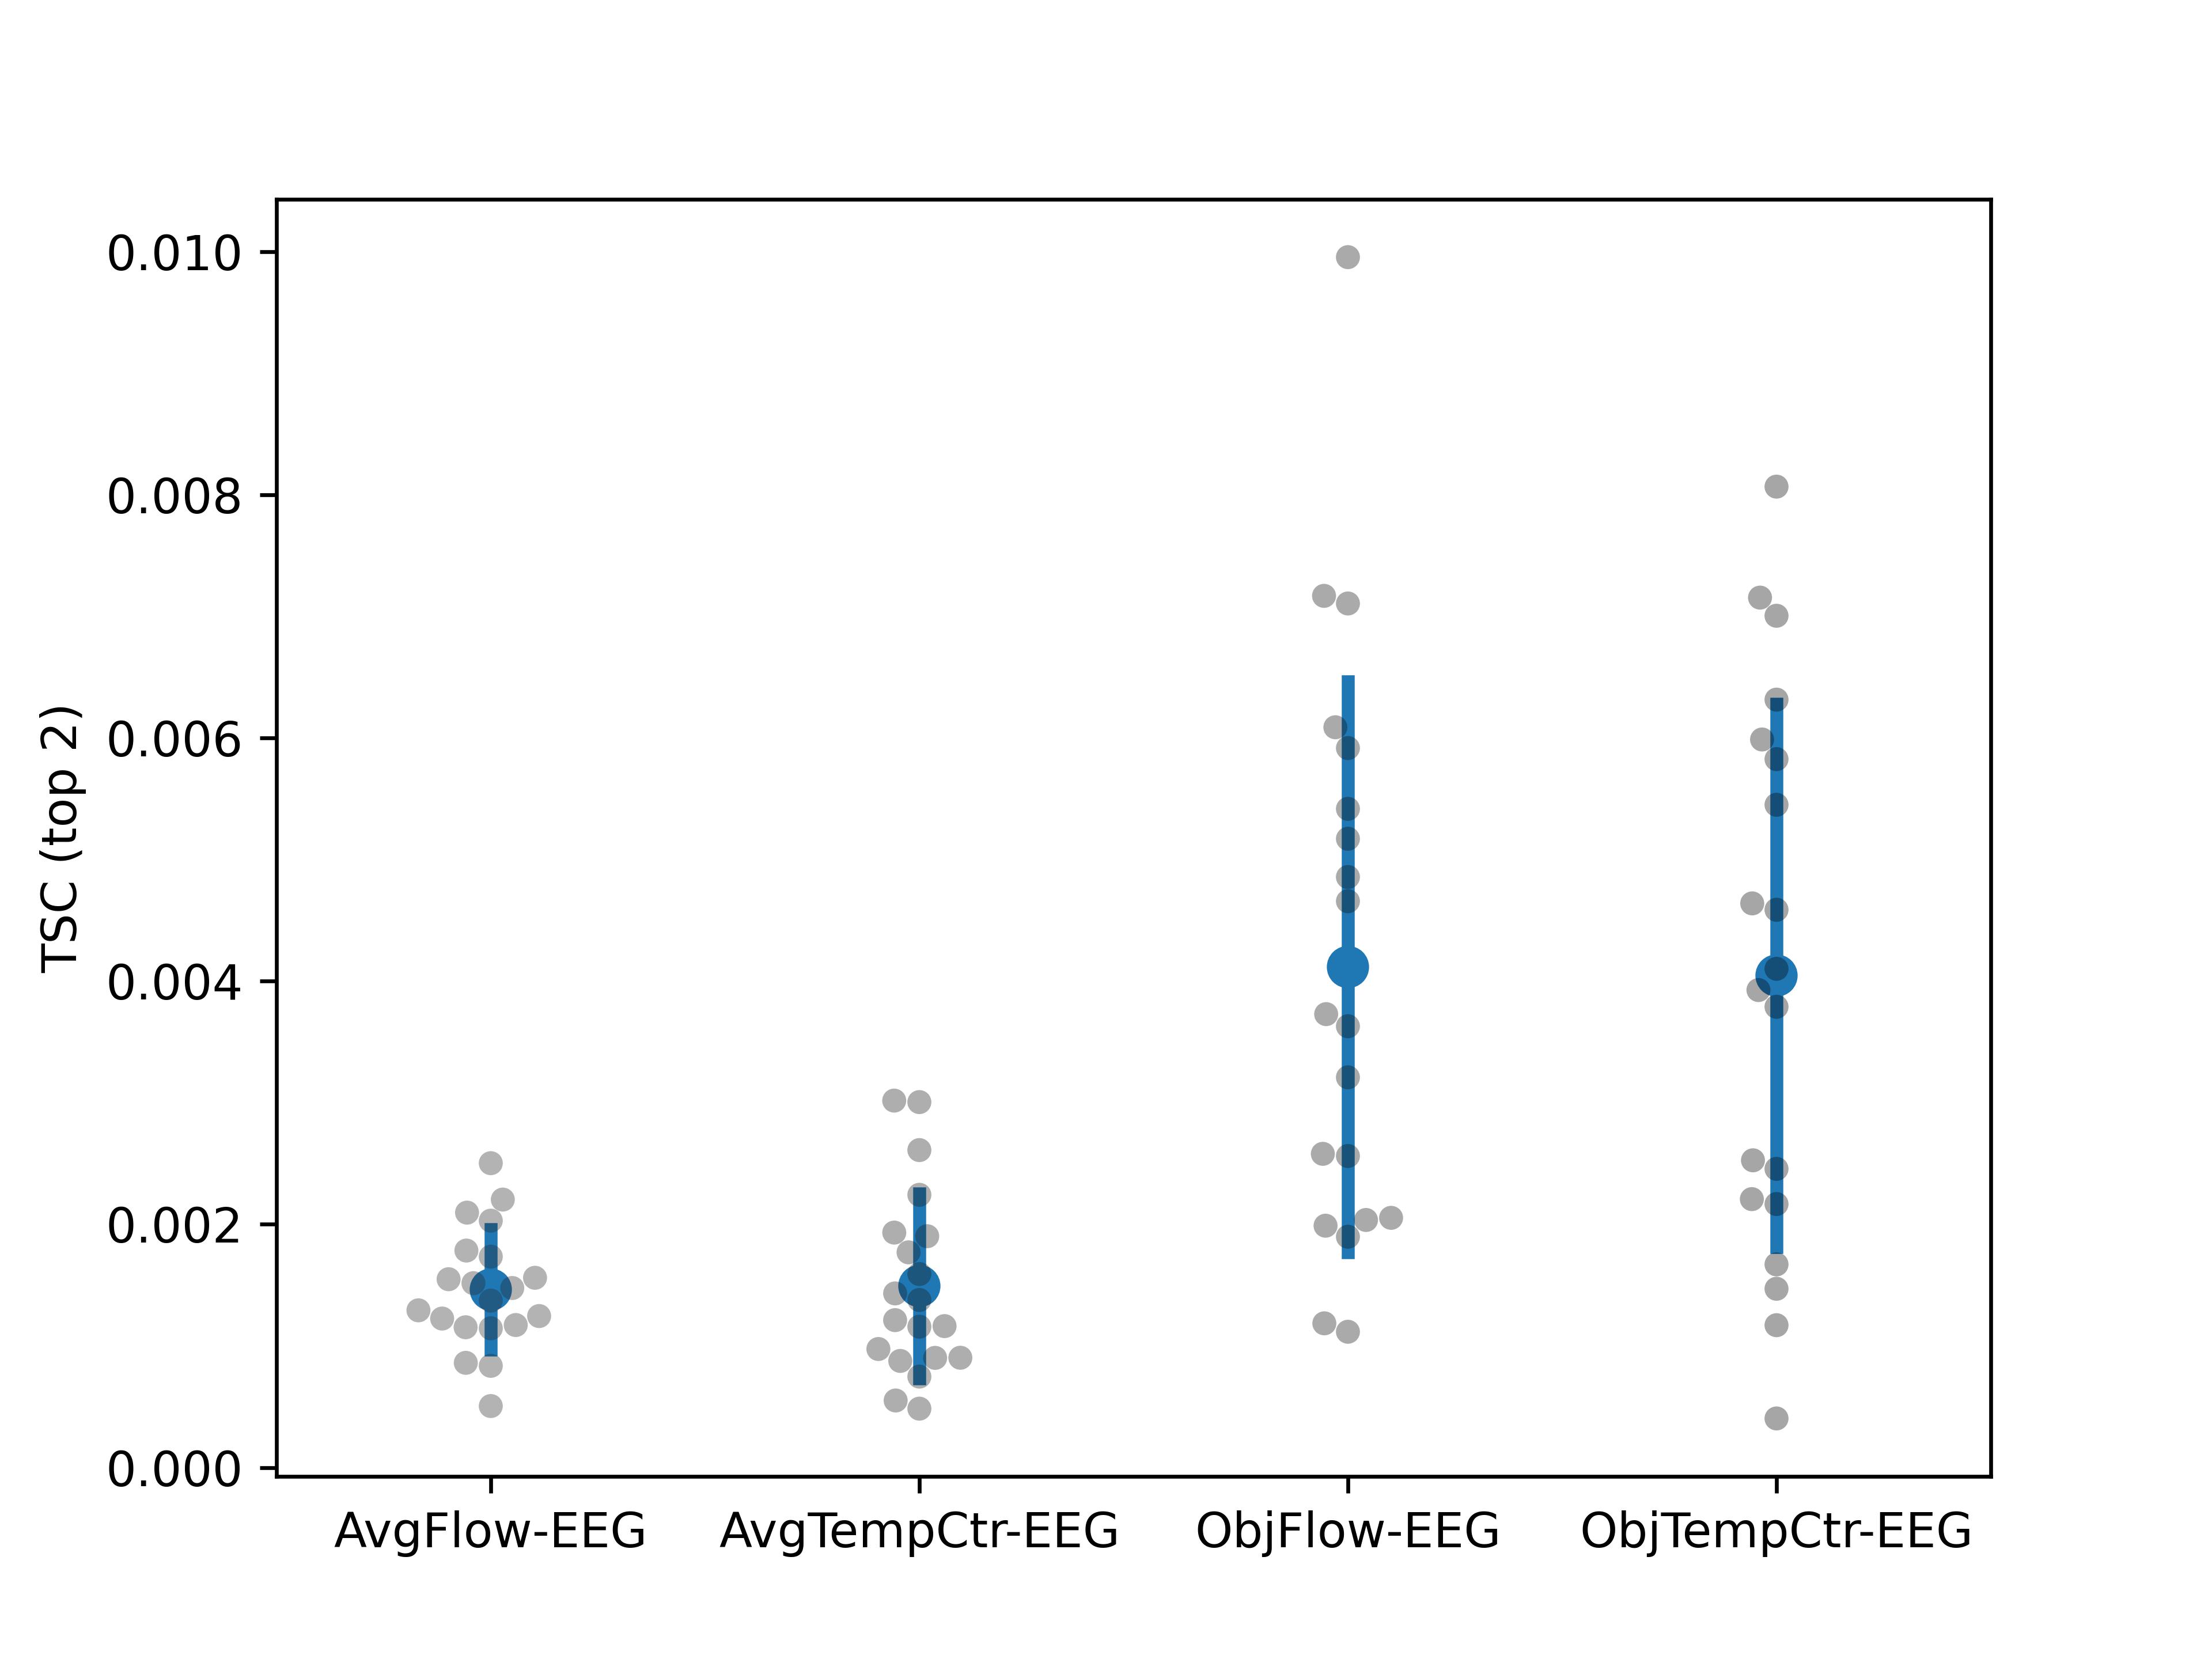 0.010
0.008
0.006
0.004
0.002
0.000
TSC (top 2)
AvgFlow-EEG
AvgTempCtr-EEG
ObjFlow-EEG
ObjTempCtr-EEG